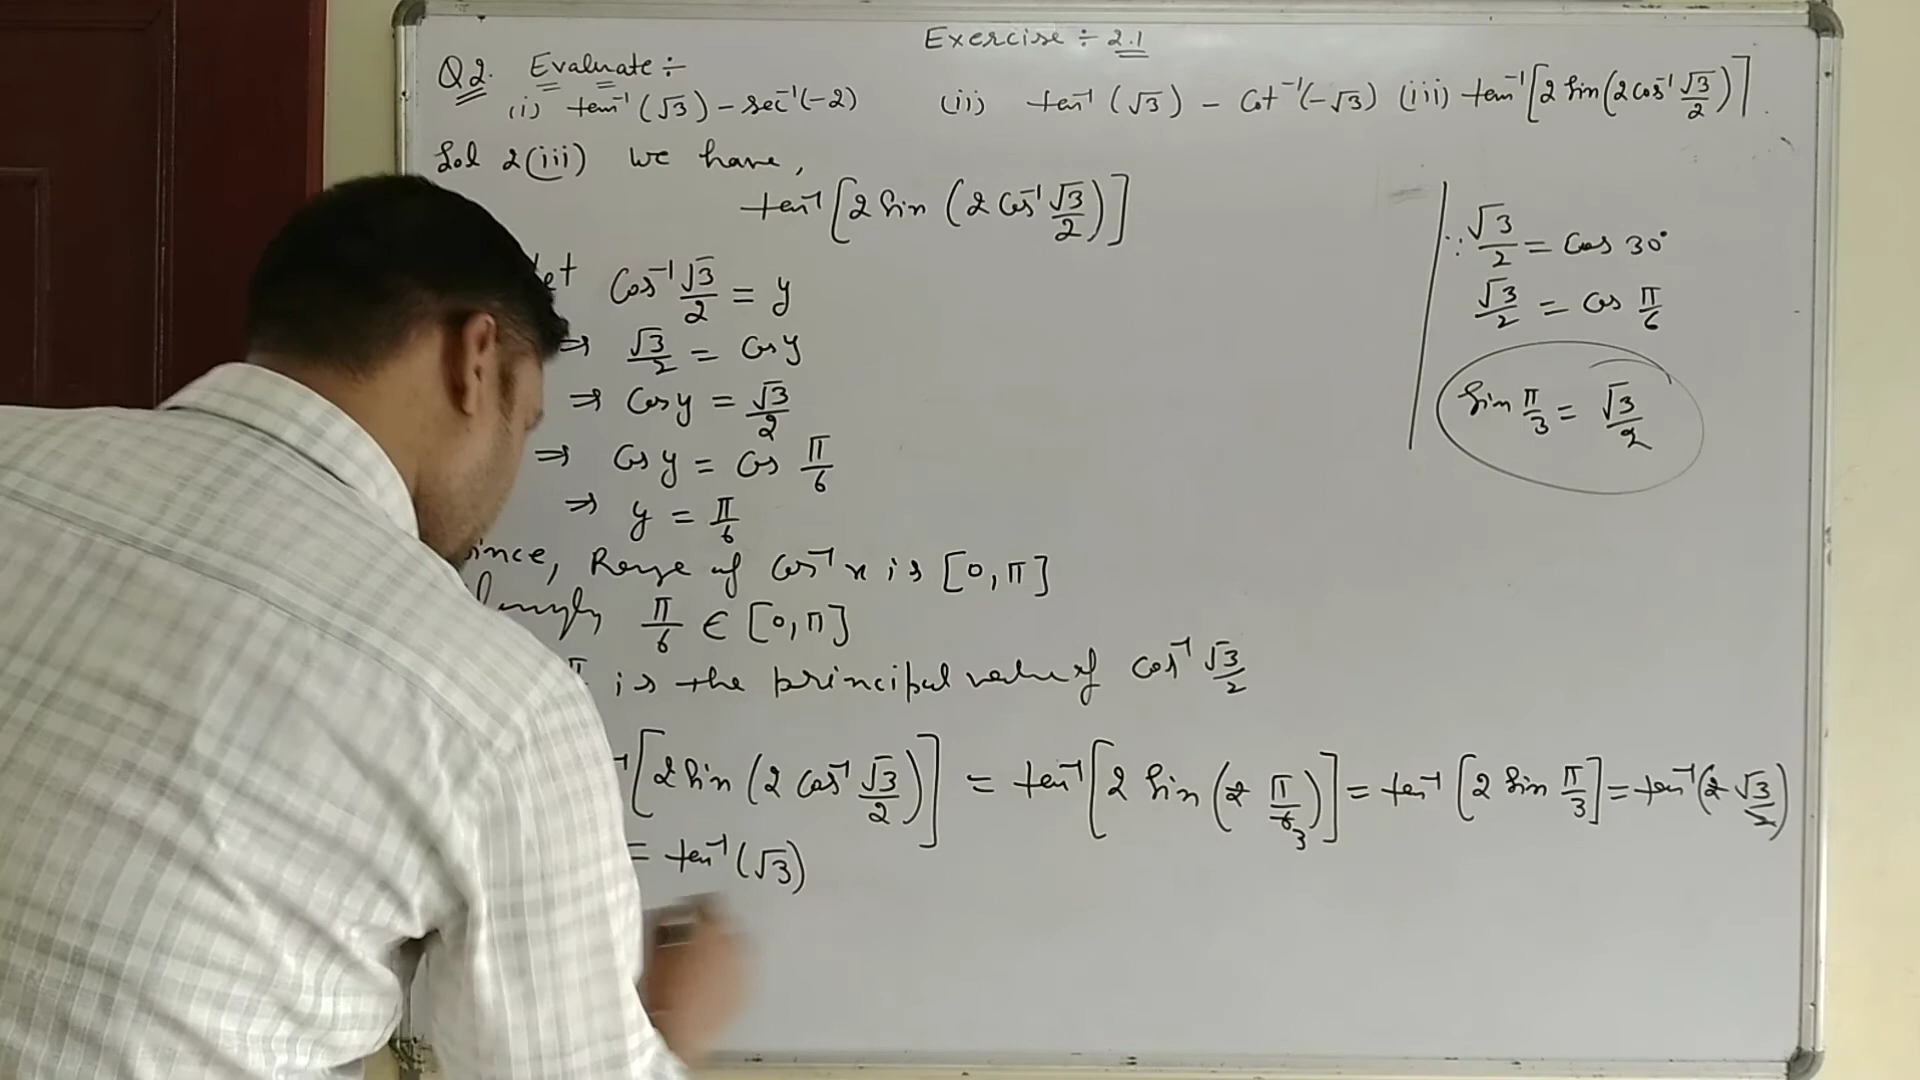 Exercise ÷ 2.1
Q2. Evaluate ÷
(i) tan⁻¹(√3) - sec⁻¹(-2) (ii) tan⁻¹(√3) - Cot⁻¹(-√3) (iii) tan⁻¹[2 Sin(2 cos⁻¹ √3/2)]
Sol 2(iii) We have,
tan⁻¹[2 Sin (2 Cos⁻¹ √3/2)]
Cos⁻¹ √3/2 = y
⇒ √3/2 = Cos y
⇒ Cos y = √3/2
⇒ Cos y = Cos π/6
⇒ y = π/6
Range of Cos⁻¹ x is [0, π]
π/6 ∈ [0, π]
is the principal value of Cos⁻¹ √3/2
[2 Sin (2 Cos⁻¹ √3/2)] = tan⁻¹[2 Sin (2 π/6 3)] = tan⁻¹[2 Sin π/3] = tan⁻¹(2 √3/2)
= tan⁻¹(√3)
∵ √3/2 = Cos 30°
√3/2 = Cos π/6
Sin π/3 = √3/2